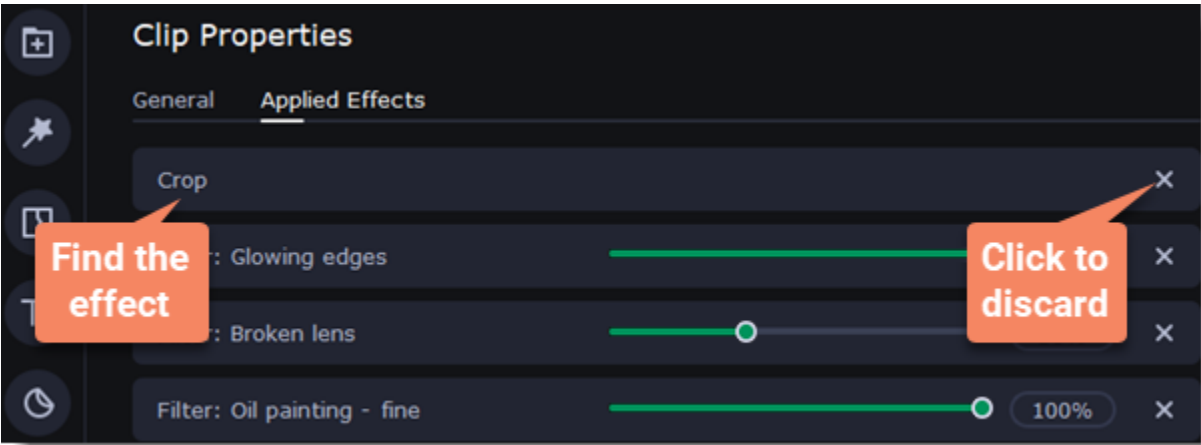 Clip Properties
General Applied Effects
Crop
Find the
effect
Click to
discard
: Glowing edges
: Broken lens
Filter: Oil painting - fine 100%